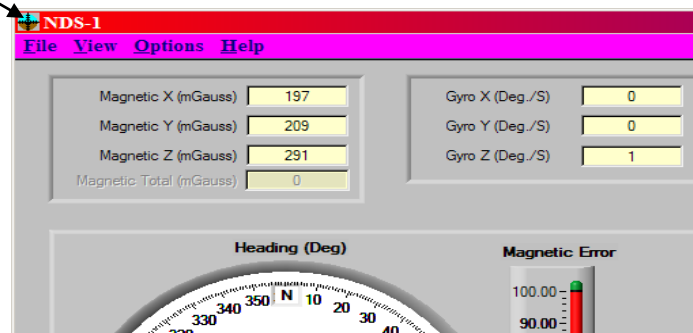 NDS-1
File View Options Help
Magnetic X (mGauss) 197
Magnetic Y (mGauss) 209
Magnetic Z (mGauss) 291
Magnetic Total (mGauss) 0
Gyro X (Deg./S) 0
Gyro Y (Deg./S) 0
Gyro Z (Deg./S) 1
Heading (Deg)
330 340 350 N 10 20 30 40
Magnetic Error
100.00
90.00